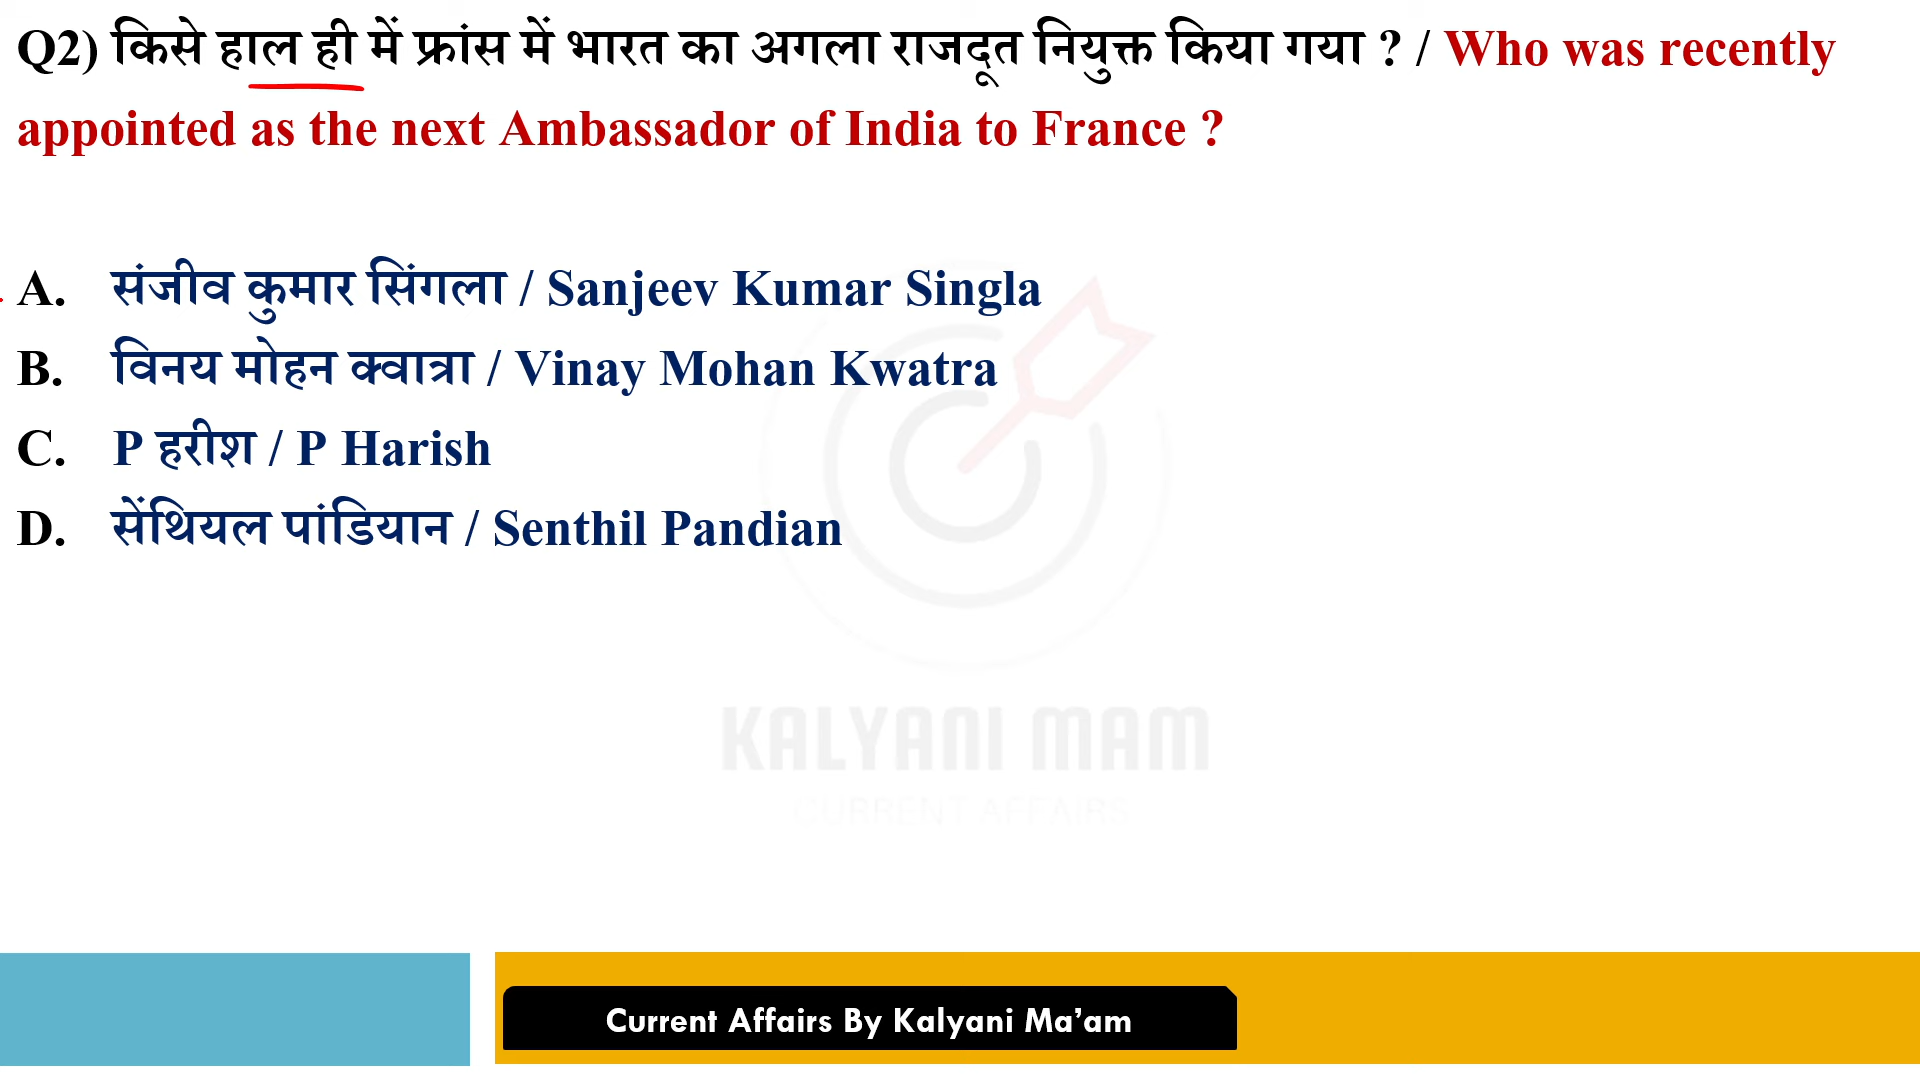 Q2) किसे हाल ही में फ्रांस में भारत का अगला राजदूत नियुक्त किया गया ? / Who was recently
appointed as the next Ambassador of India to France ?
A. संजीव कुमार सिंगला / Sanjeev Kumar Singla
B. विनय मोहन क्वात्रा / Vinay Mohan Kwatra
C. P हरीश / P Harish
D. सेंथियल पांडियान / Senthil Pandian
KALYANI MAM
CURRENT AFFAIRS
Current Affairs By Kalyani Ma’am